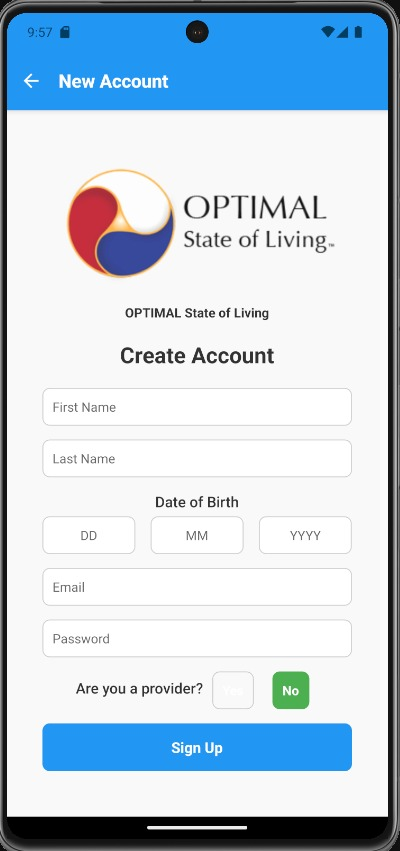 9:57
New Account
OPTIMAL
State of Living™
OPTIMAL State of Living
Create Account
First Name
Last Name
Date of Birth
DD MM YYYY
Email
Password
Are you a provider? Yes No
Sign Up